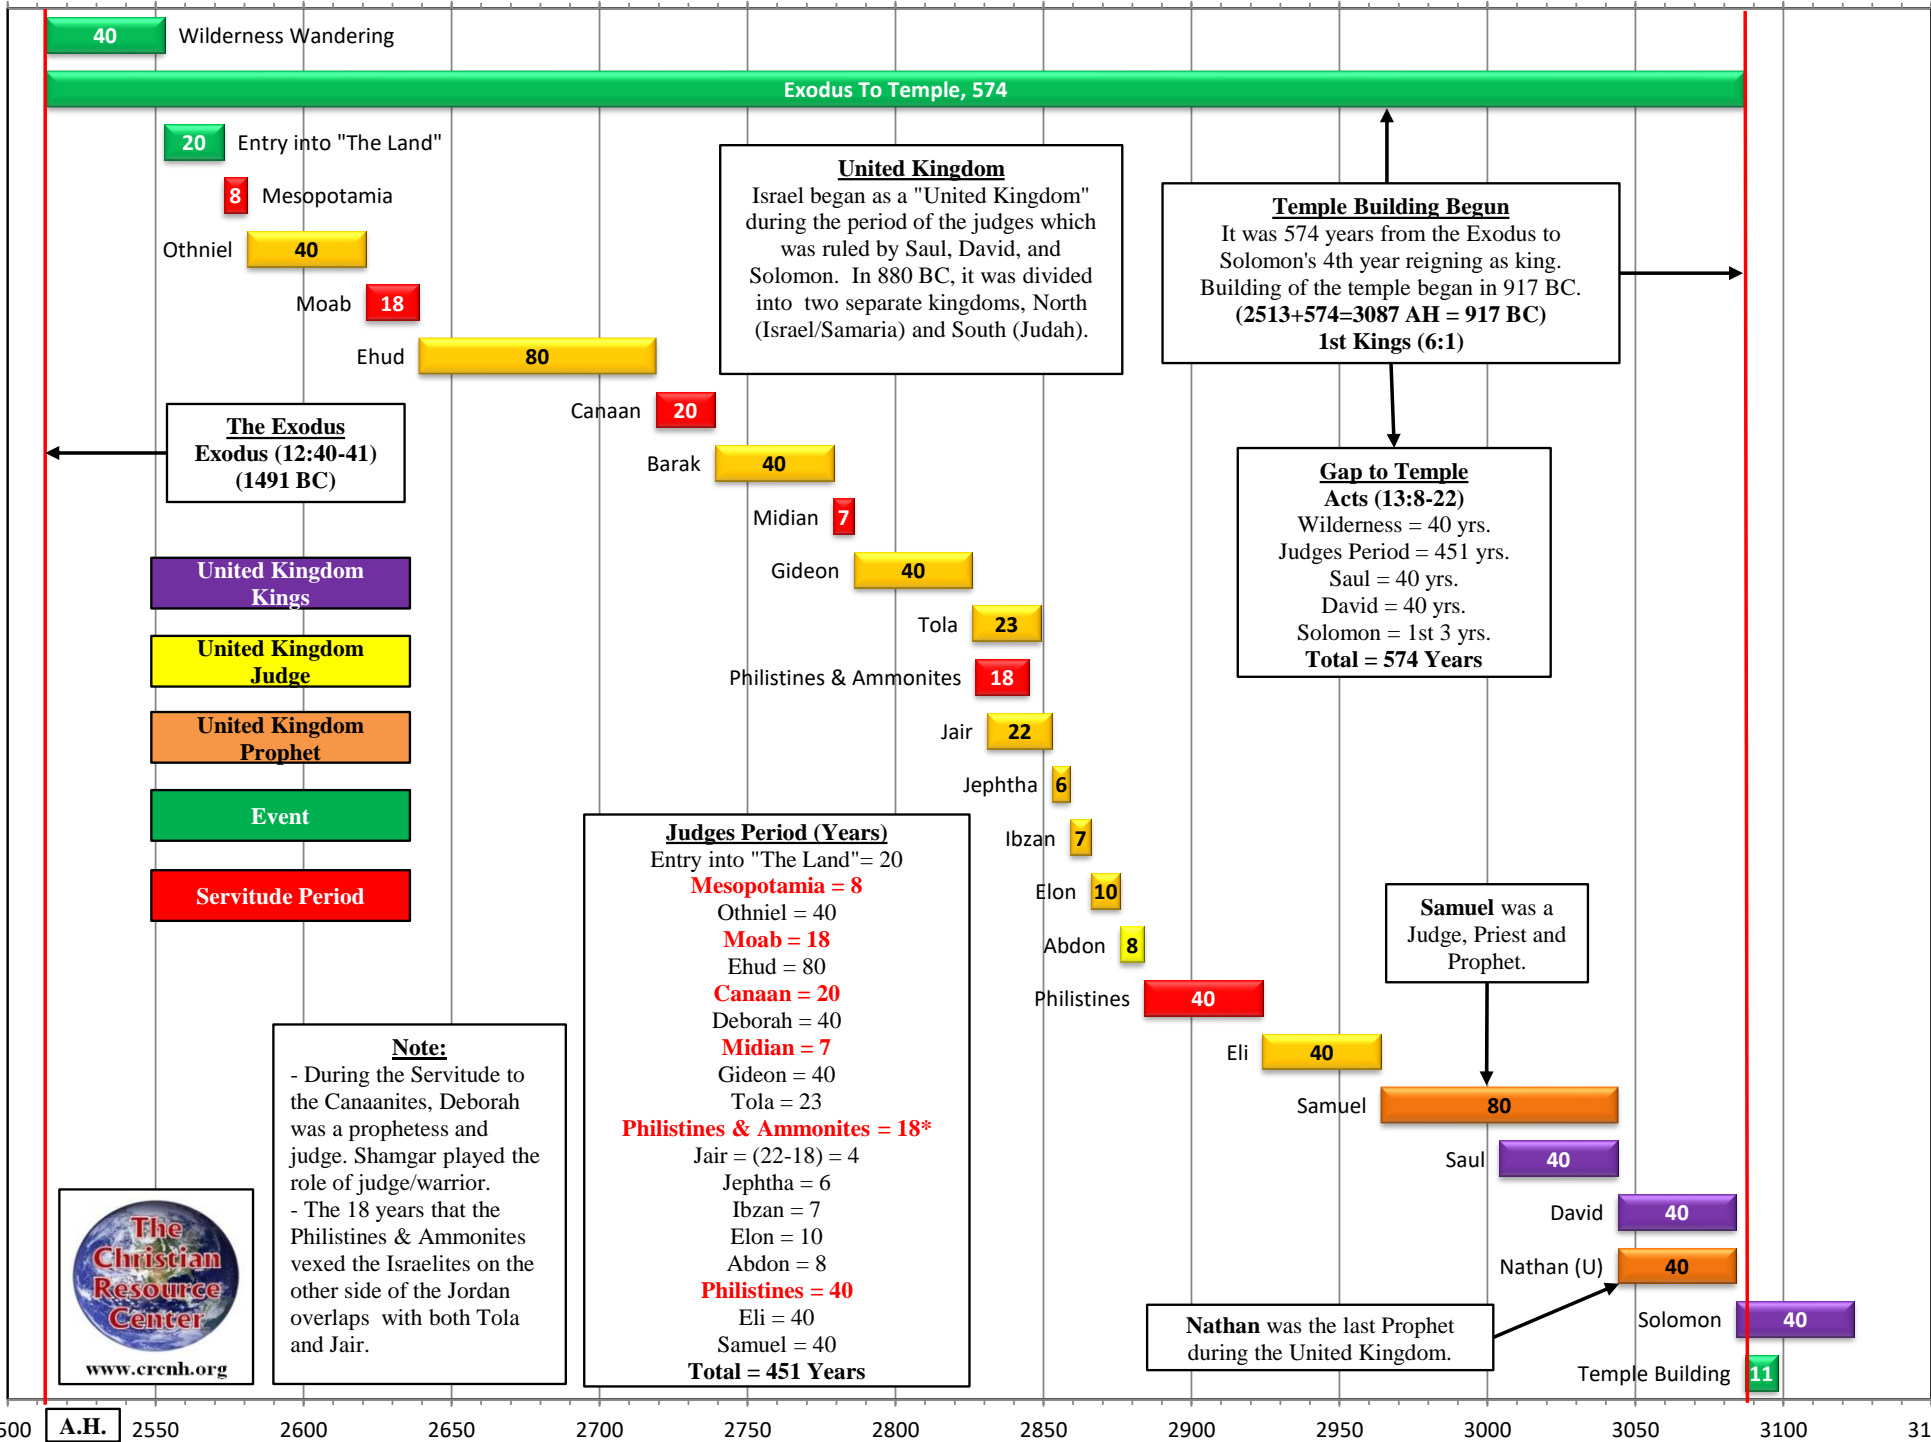 40 Wilderness Wandering
Exodus To Temple, 574
20 Entry into "The Land"
8 Mesopotamia
Othniel 40
Moab 18
Ehud 80
Canaan 20
Barak 40
Midian 7
Gideon 40
Tola 23
Philistines & Ammonites 18
Jair 22
Jephtha 6
Ibzan 7
Elon 10
Abdon 8
Philistines 40
Eli 40
Samuel 80
Saul 40
David 40
Nathan (U) 40
Solomon 40
Temple Building 11
United Kingdom
Israel began as a "United Kingdom"
during the period of the judges which
was ruled by Saul, David, and
Solomon. In 880 BC, it was divided
into two separate kingdoms, North
(Israel/Samaria) and South (Judah).
Temple Building Begun
It was 574 years from the Exodus to
Solomon's 4th year reigning as king.
Building of the temple began in 917 BC.
(2513+574=3087 AH = 917 BC)
1st Kings (6:1)
The Exodus
Exodus (12:40-41)
(1491 BC)
Gap to Temple
Acts (13:8-22)
Wilderness = 40 yrs.
Judges Period = 451 yrs.
Saul = 40 yrs.
David = 40 yrs.
Solomon = 1st 3 yrs.
Total = 574 Years
United Kingdom
Kings
United Kingdom
Judge
United Kingdom
Prophet
Event
Servitude Period
Judges Period (Years)
Entry into "The Land"= 20
Mesopotamia = 8
Othniel = 40
Moab = 18
Ehud = 80
Canaan = 20
Deborah = 40
Midian = 7
Gideon = 40
Tola = 23
Philistines & Ammonites = 18*
Jair = (22-18) = 4
Jephtha = 6
Ibzan = 7
Elon = 10
Abdon = 8
Philistines = 40
Eli = 40
Samuel = 40
Total = 451 Years
Samuel was a
Judge, Priest and
Prophet.
Note:
- During the Servitude to
the Canaanites, Deborah
was a prophetess and
judge. Shamgar played the
role of judge/warrior.
- The 18 years that the
Philistines & Ammonites
vexed the Israelites on the
other side of the Jordan
overlaps with both Tola
and Jair.
The
Christian
Resource
Center
www.crcnh.org
Nathan was the last Prophet
during the United Kingdom.
500 A.H. 2550 2600 2650 2700 2750 2800 2850 2900 2950 3000 3050 3100 31